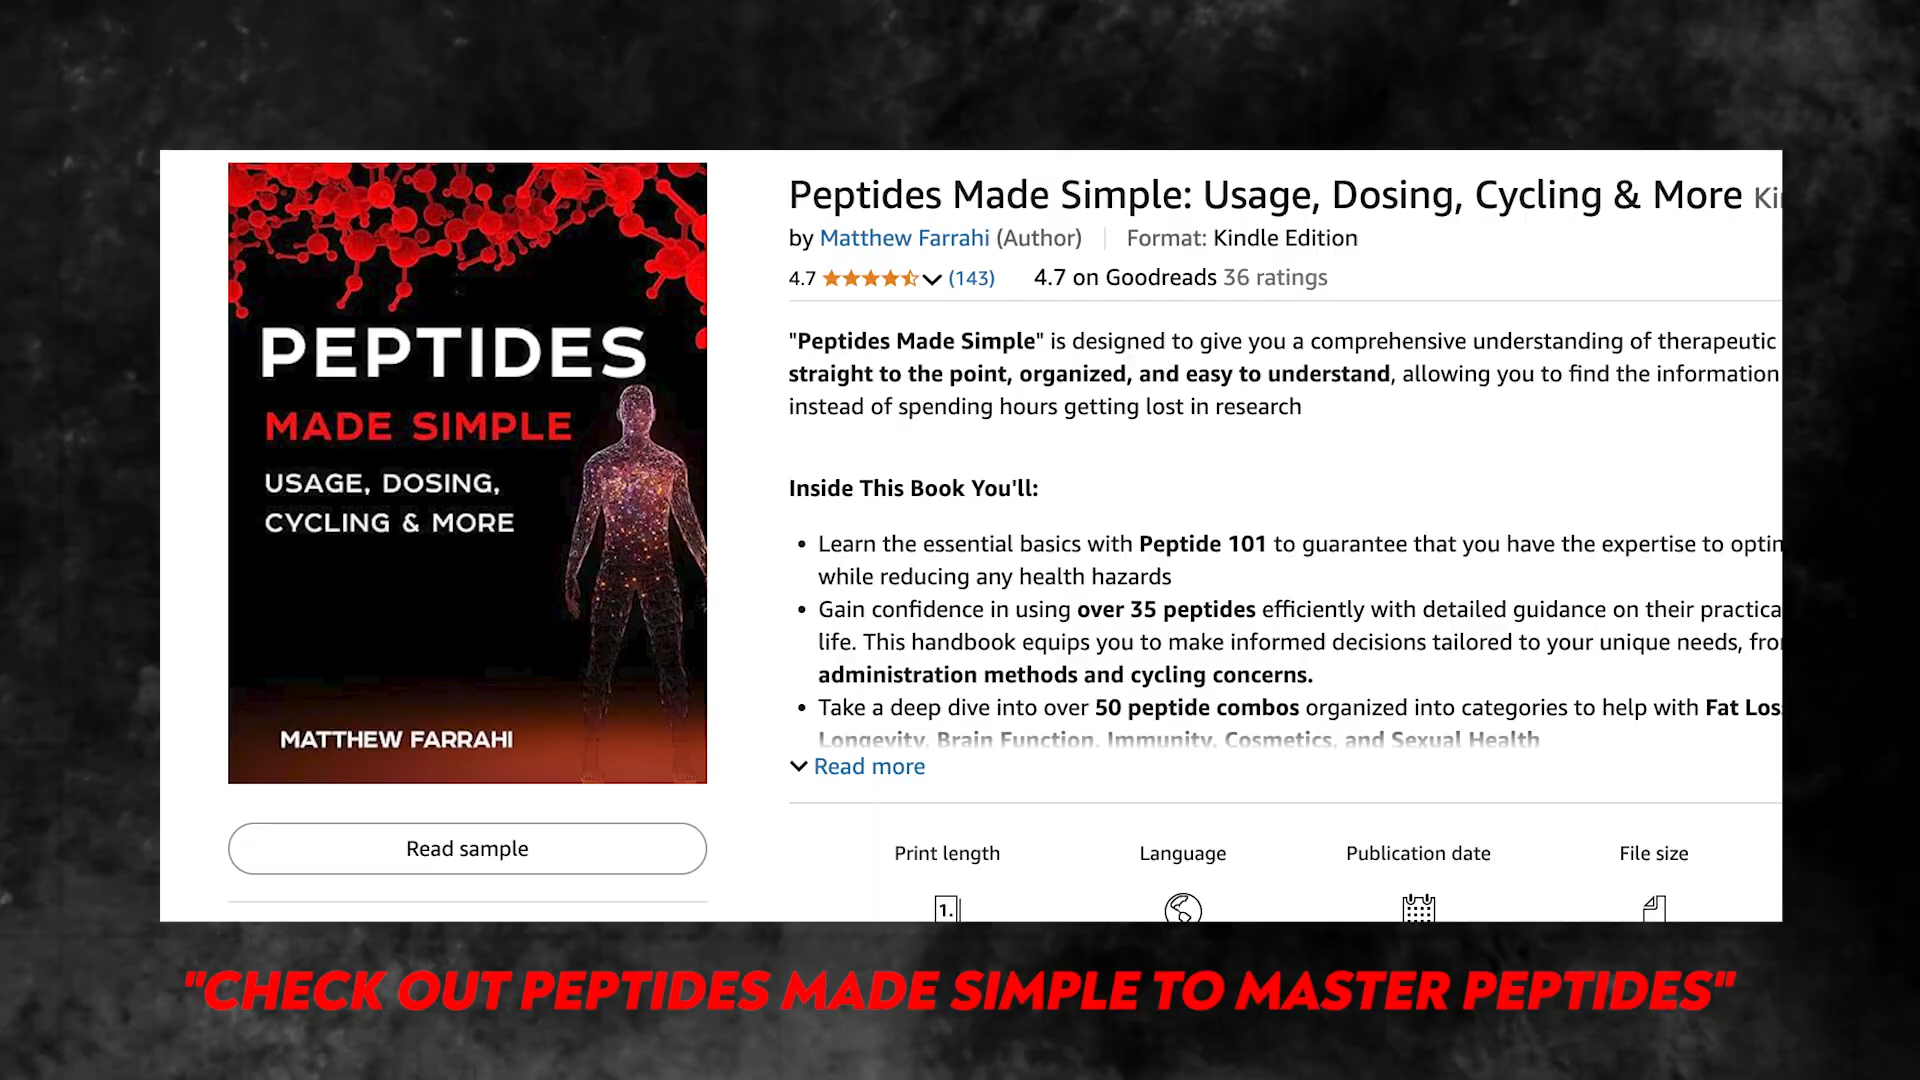 PEPTIDES
MADE SIMPLE
USAGE, DOSING,
CYCLING & MORE
MATTHEW FARRAHI
Read sample
Peptides Made Simple: Usage, Dosing, Cycling & More
by Matthew Farrahi (Author) Format: Kindle Edition
4.7 (143) 4.7 on Goodreads 36 ratings
"Peptides Made Simple" is designed to give you a comprehensive understanding of therapeutic
straight to the point, organized, and easy to understand, allowing you to find the information
instead of spending hours getting lost in research
Inside This Book You'll:
• Learn the essential basics with Peptide 101 to guarantee that you have the expertise to
while reducing any health hazards
• Gain confidence in using over 35 peptides efficiently with detailed guidance on their
life. This handbook equips you to make informed decisions tailored to your unique needs,
administration methods and cycling concerns.
• Take a deep dive into over 50 peptide combos organized into categories to help with Fat
Longevity, Brain Function, Immunity, Cosmetics, and Sexual Health
Read more
Print length Language Publication date File size
1.
"CHECK OUT PEPTIDES MADE SIMPLE TO MASTER PEPTIDES"